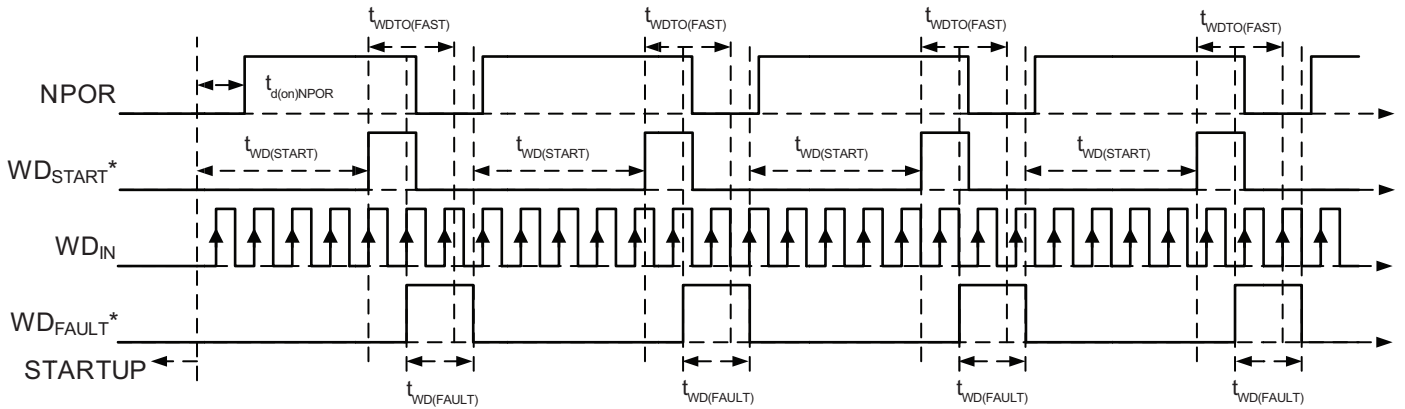 tWDTO(FAST) tWDTO(FAST) tWDTO(FAST) tWDTO(FAST)
NPOR
td(on)NPOR
WDSTART*
tWD(START) tWD(START) tWD(START) tWD(START)
WDIN
WDFAULT*
STARTUP
tWD(FAULT) tWD(FAULT) tWD(FAULT) tWD(FAULT)